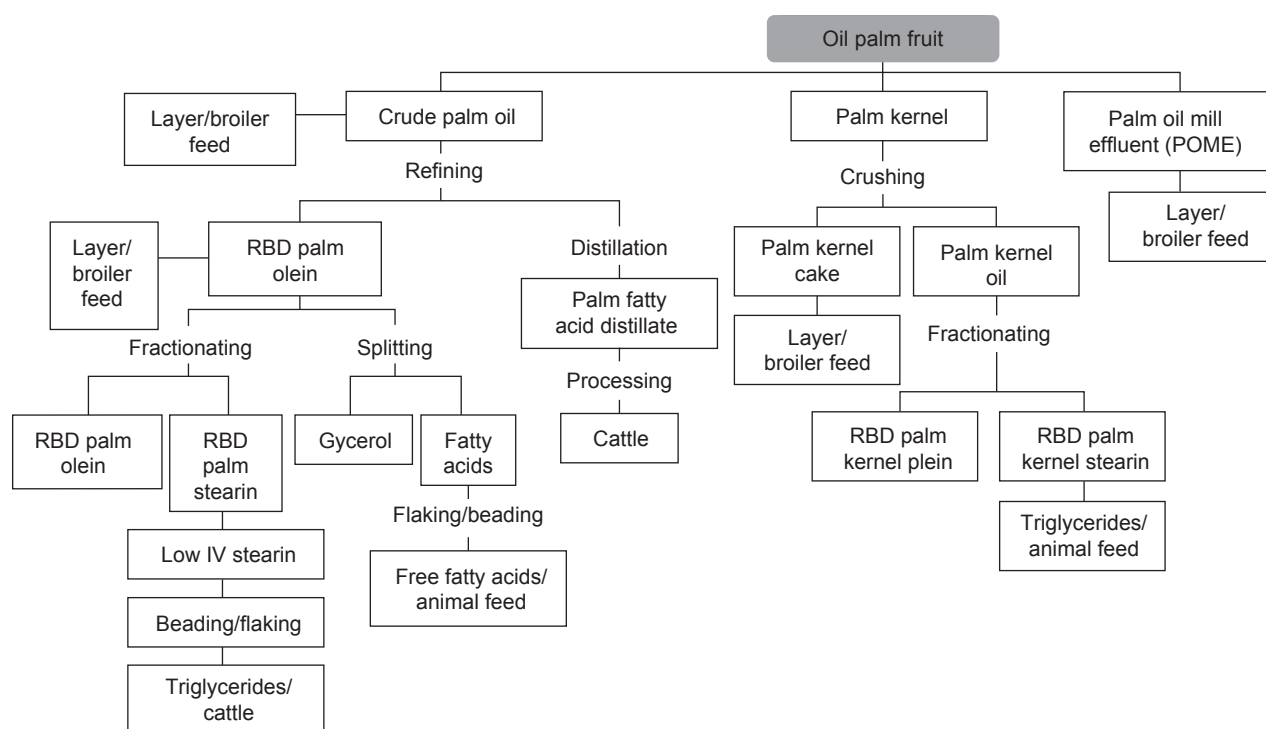 Oil palm fruit
Layer/broiler
feed
Crude palm oil
Palm kernel
Palm oil mill
effluent (POME)
Refining
Crushing
Layer/
broiler feed
Layer/
broiler
feed
RBD palm
olein
Distillation
Palm kernel
cake
Palm kernel
oil
Palm fatty
acid distillate
Layer/
broiler feed
Fractionating
Splitting
Fractionating
Processing
RBD palm
olein
RBD
palm
stearin
Gycerol
Fatty
acids
Cattle
RBD palm
kernel plein
RBD palm
kernel stearin
Flaking/beading
Triglycerides/
animal feed
Low IV stearin
Free fatty acids/
animal feed
Beading/flaking
Triglycerides/
cattle